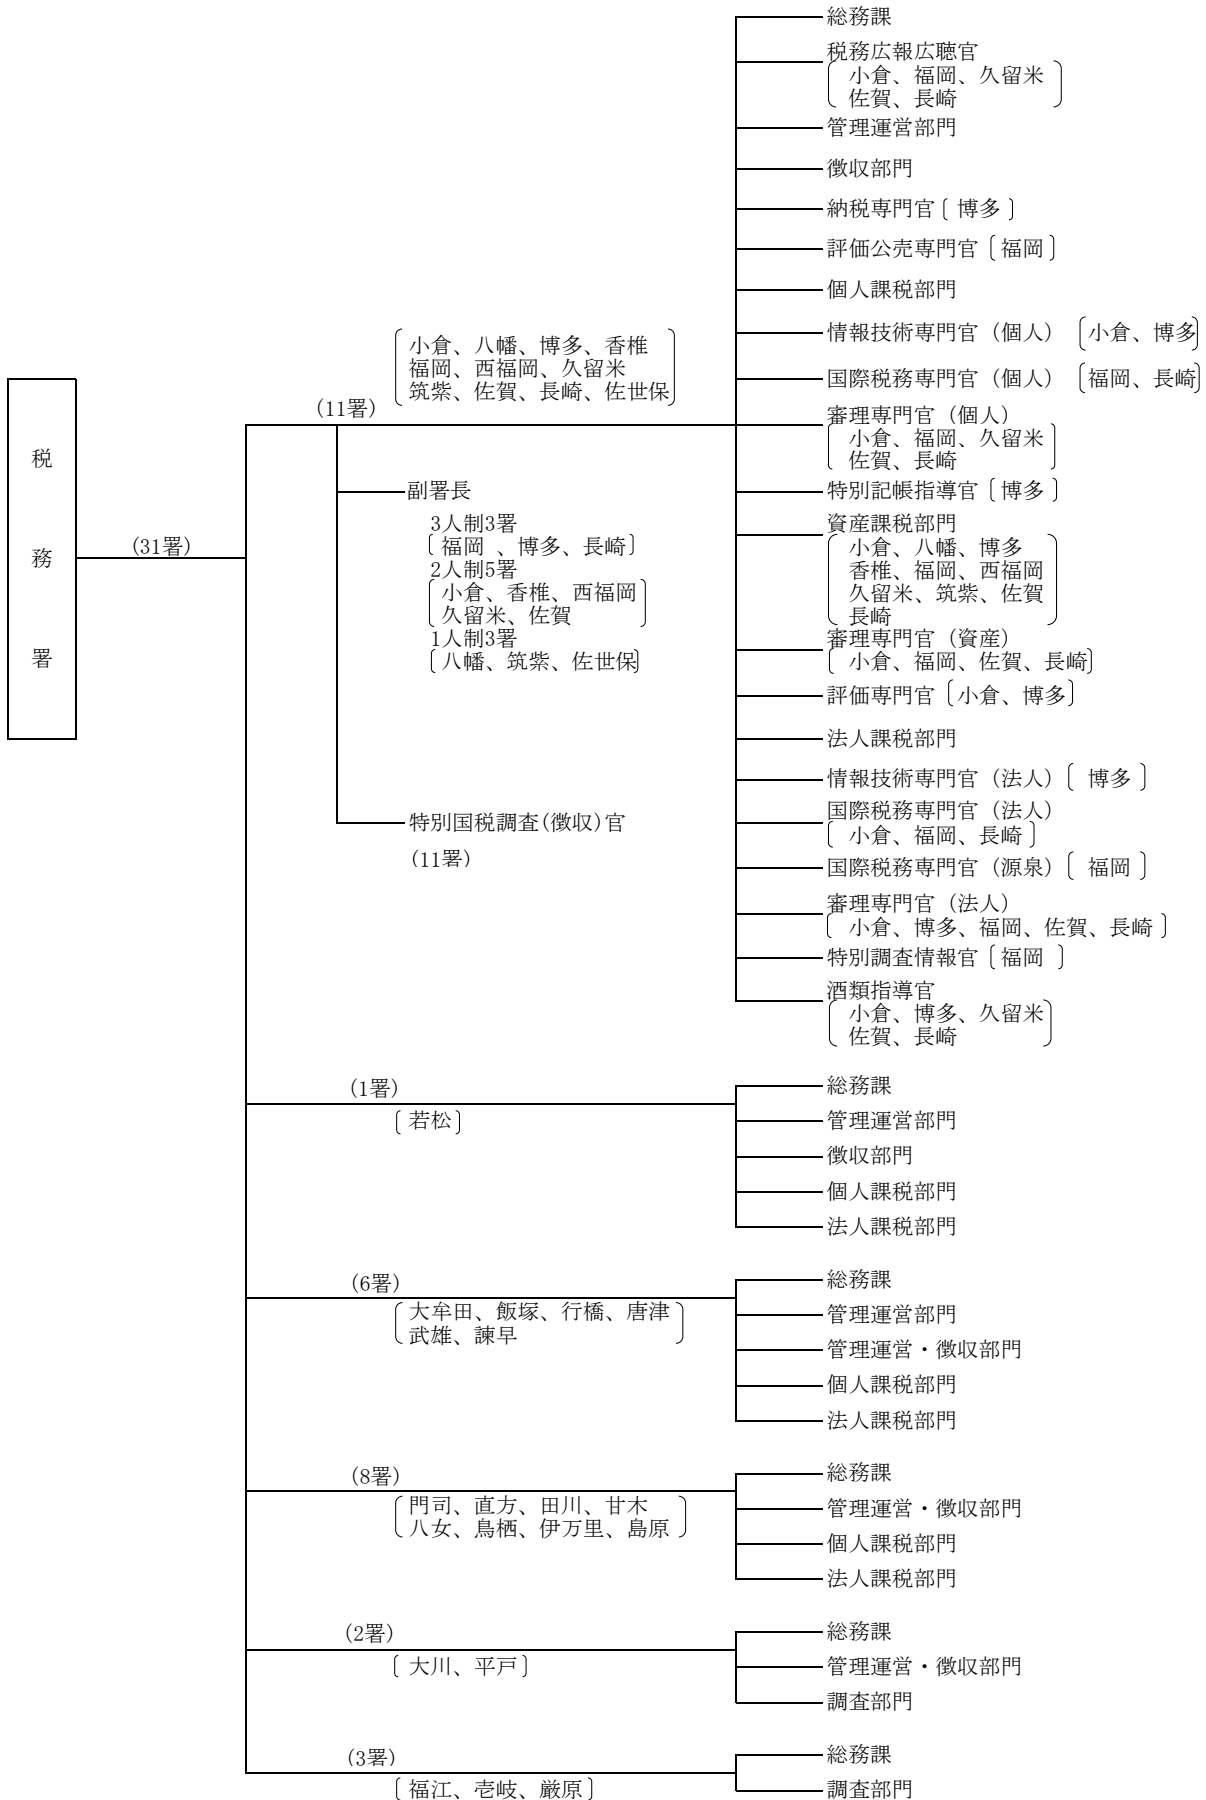 税務署
(31署)
(11署)
小倉、八幡、博多、香椎
福岡、西福岡、久留米
筑紫、佐賀、長崎、佐世保
副署長
3人制3署
〔福岡 、博多、長崎〕
2人制5署
小倉、香椎、西福岡
久留米、佐賀
1人制3署
〔八幡、筑紫、佐世保〕
特別国税調査(徴収)官
(11署)
総務課
税務広報広聴官
小倉、福岡、久留米
佐賀、長崎
管理運営部門
徴収部門
納税専門官〔 博多 〕
評価公売専門官〔福岡〕
個人課税部門
情報技術専門官（個人）〔小倉、博多〕
国際税務専門官（個人）〔福岡、長崎〕
審理専門官（個人）
小倉、福岡、久留米
佐賀、長崎
特別記帳指導官〔博多〕
資産課税部門
小倉、八幡、博多
香椎、福岡、西福岡
久留米、筑紫、佐賀
長崎
審理専門官（資産）
〔 小倉、福岡、佐賀、長崎〕
評価専門官〔小倉、博多〕
法人課税部門
情報技術専門官（法人）〔 博多 〕
国際税務専門官（法人）
〔 小倉、福岡、長崎〕
国際税務専門官（源泉）〔 福岡 〕
審理専門官（法人）
〔 小倉、博多、福岡、佐賀、長崎〕
特別調査情報官〔福岡 〕
酒類指導官
小倉、博多、久留米
佐賀、長崎
(1署)
〔若松〕
総務課
管理運営部門
徴収部門
個人課税部門
法人課税部門
(6署)
大牟田、飯塚、行橋、唐津
武雄、諫早
総務課
管理運営部門
管理運営・徴収部門
個人課税部門
法人課税部門
(8署)
門司、直方、田川、甘木
八女、鳥栖、伊万里、島原
総務課
管理運営・徴収部門
個人課税部門
法人課税部門
(2署)
〔 大川、平戸〕
総務課
管理運営・徴収部門
調査部門
(3署)
〔福江、壱岐、厳原〕
総務課
調査部門